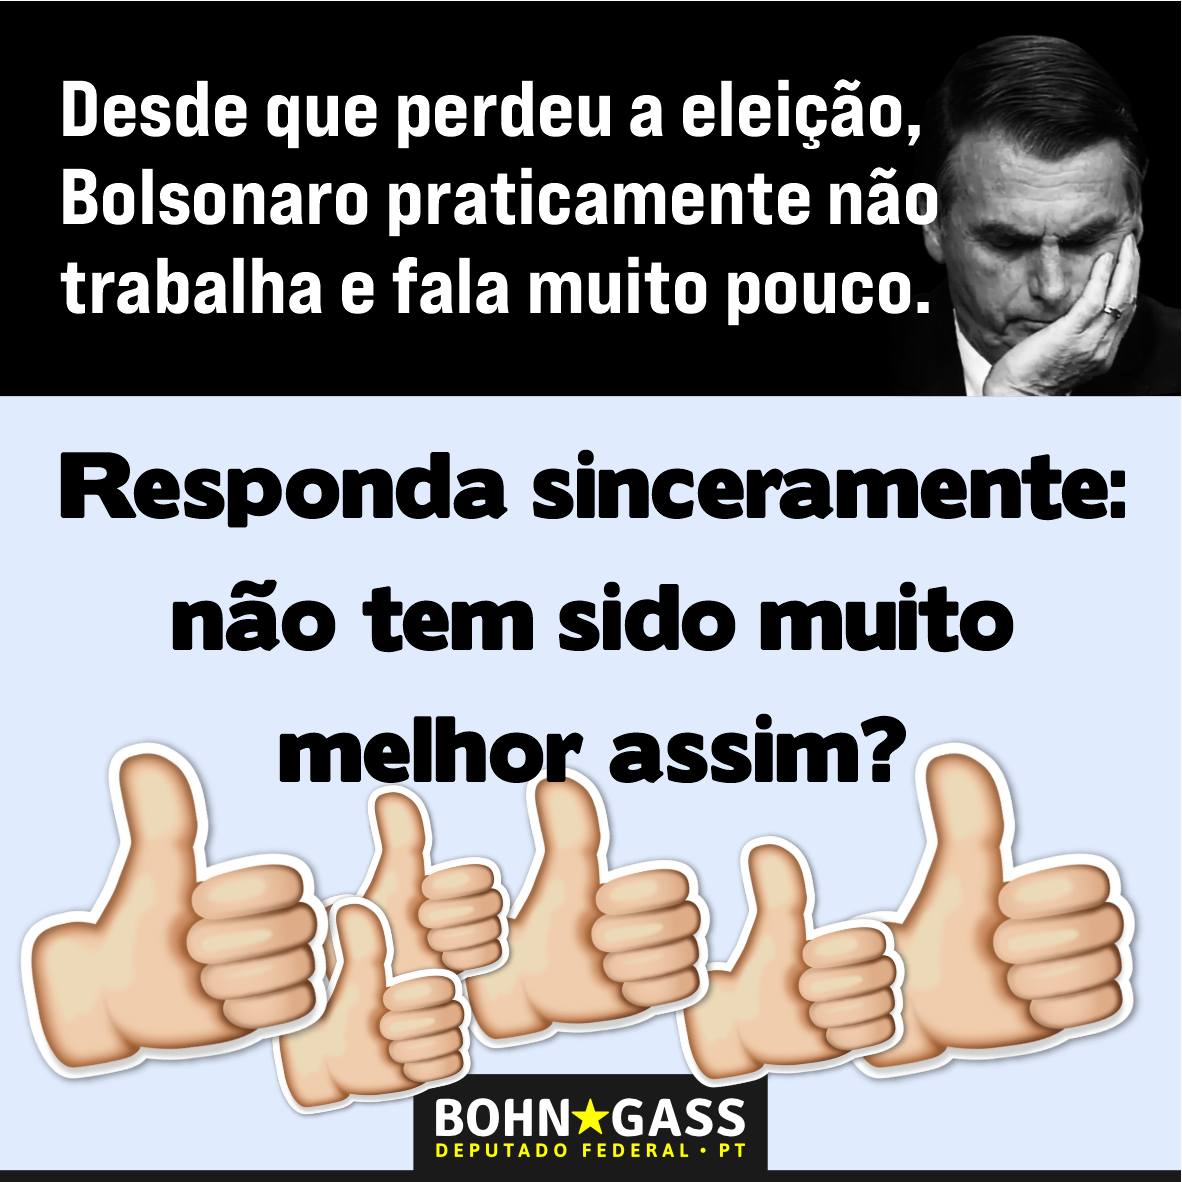 Desde que perdeu a eleição,
Bolsonaro praticamente não
trabalha e fala muito pouco.
Responda sinceramente:
não tem sido muito
melhor assim?
BOHN★GASS
DEPUTADO FEDERAL • PT